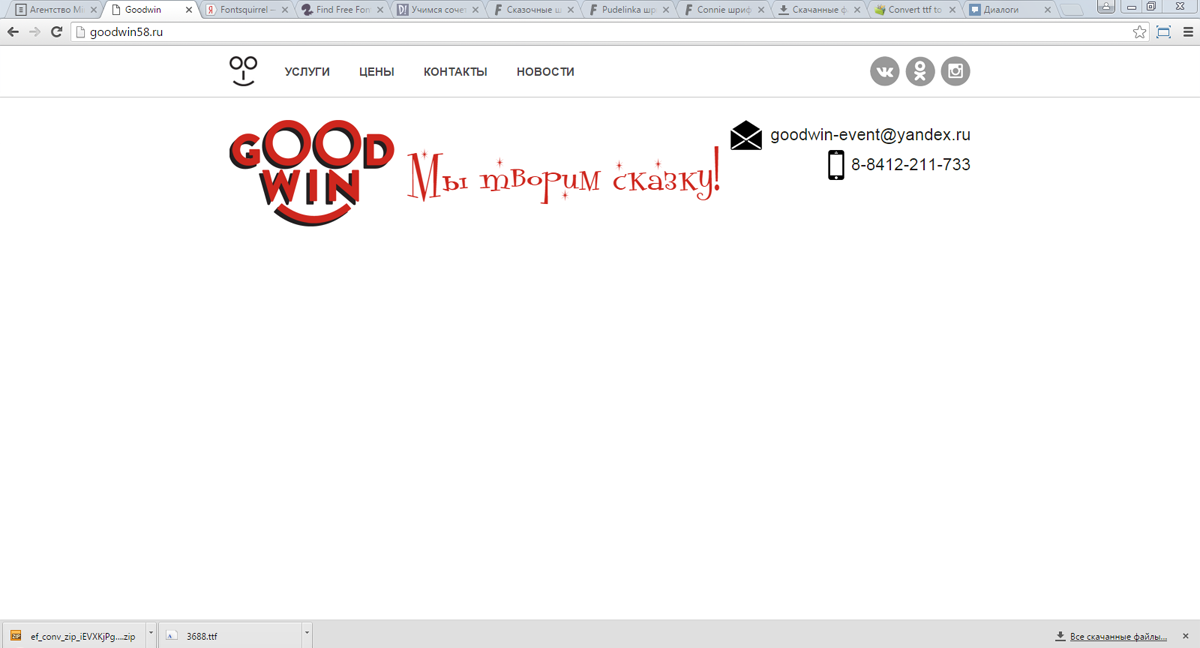 Агентство Mi
Goodwin
Fontsquirrel –
Find Free Fon
Учимся сочет
Сказочные ш
Pudelinka шр
Connie шриф
Скачанные ф
Convert ttf to
Диалоги
goodwin58.ru
УСЛУГИ
ЦЕНЫ
КОНТАКТЫ
НОВОСТИ
GOOD
WIN
Мы творим сказку!
goodwin-event@yandex.ru
8-8412-211-733
ef_conv_zip_iEVXKjPg....zip
3688.ttf
Все скачанные файлы...